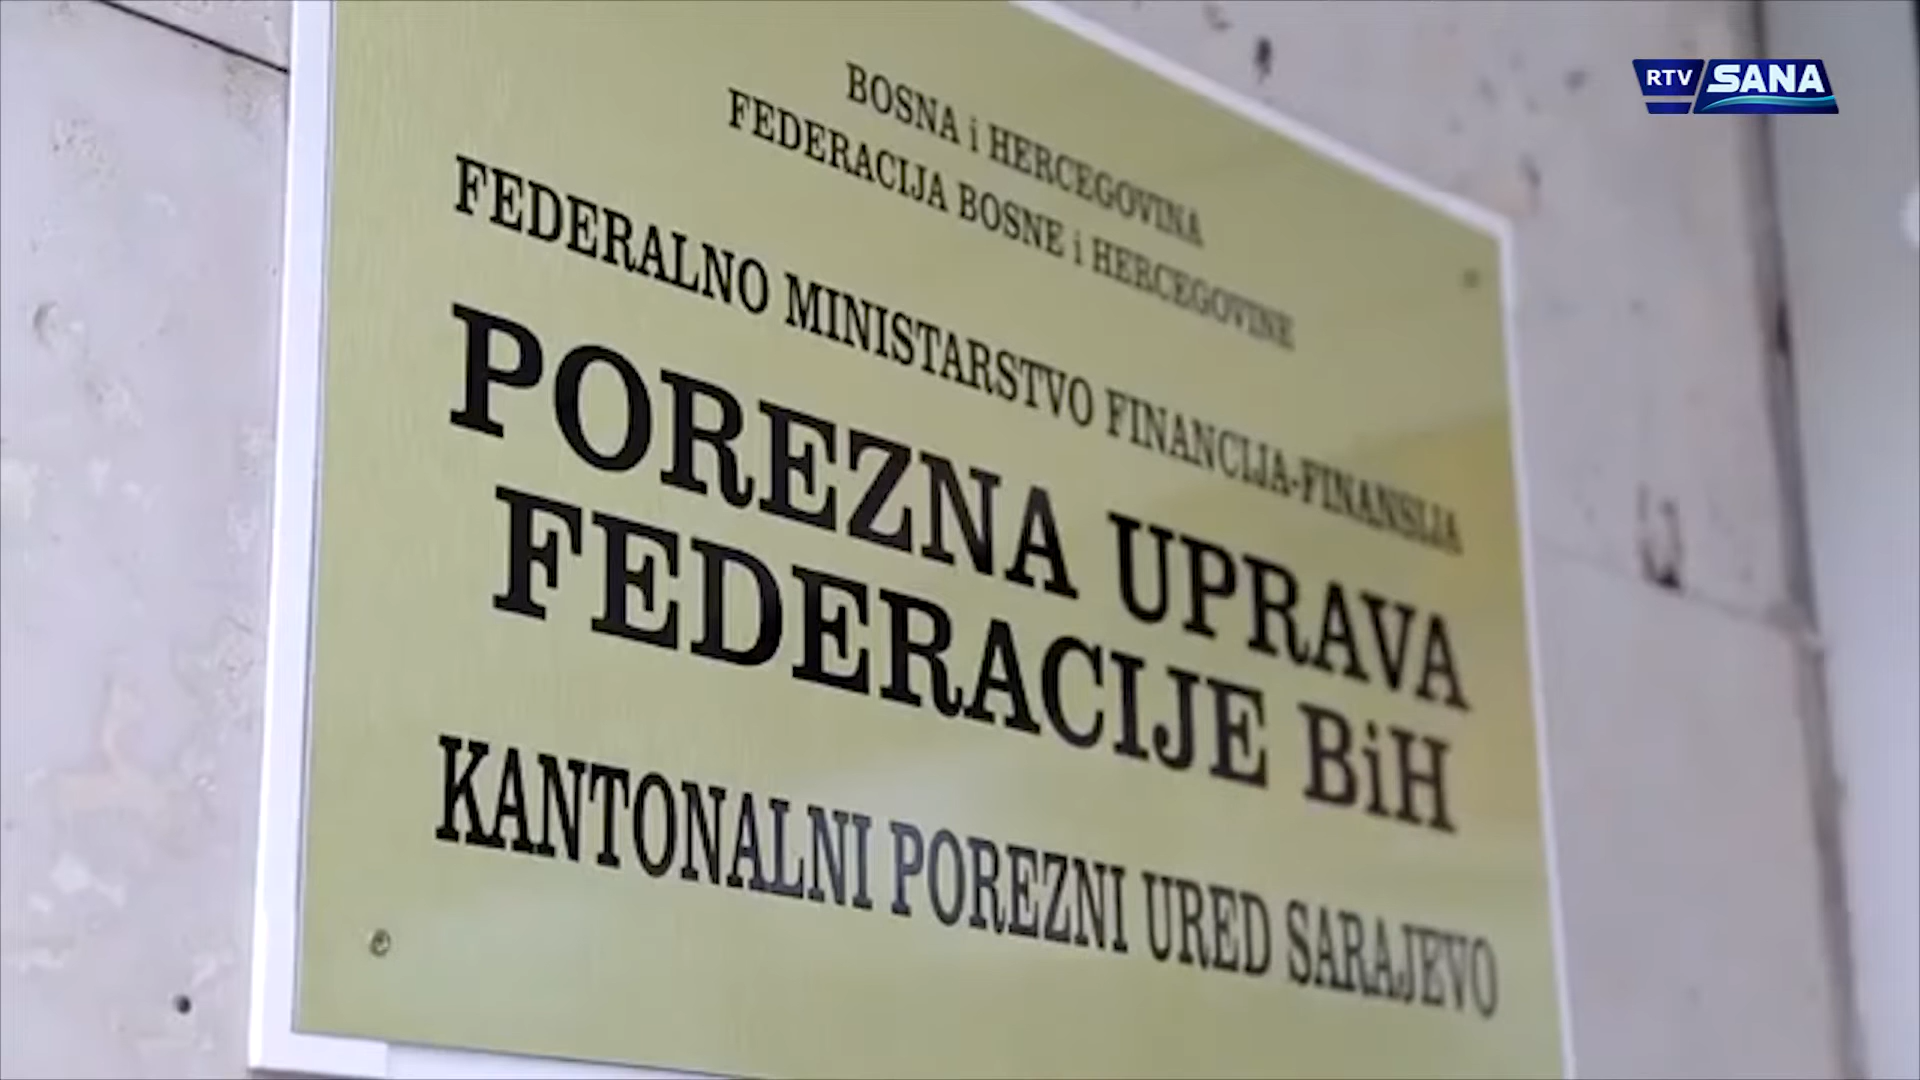 RTV SANA
BOSNA i HERCEGOVINA
FEDERACIJA BOSNE i HERCEGOVINE
FEDERALNO MINISTARSTVO FINANCIJA-FINANSIJA
POREZNA UPRAVA
FEDERACIJE BiH
KANTONALNI POREZNI URED SARAJEVO